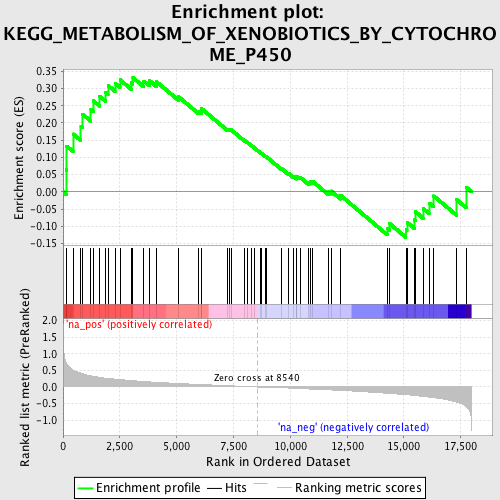 Enrichment plot:
KEGG_METABOLISM_OF_XENOBIOTICS_BY_CYTOCHRO
ME_P450
Enrichment score (ES)
0.35
0.30
0.25
0.20
0.15
0.10
0.05
0.00
-0.05
-0.10
-0.15
'na_pos' (positively correlated)
Ranked list metric (PreRanked)
2.0
1.5
1.0
0.5
0.0
-0.5
-1.0
Zero cross at 8540
'na_neg' (negatively correlated)
0
2,500
5,000
7,500
10,000
12,500
15,000
17,500
Rank in Ordered Dataset
Enrichment profile
Hits
Ranking metric scores